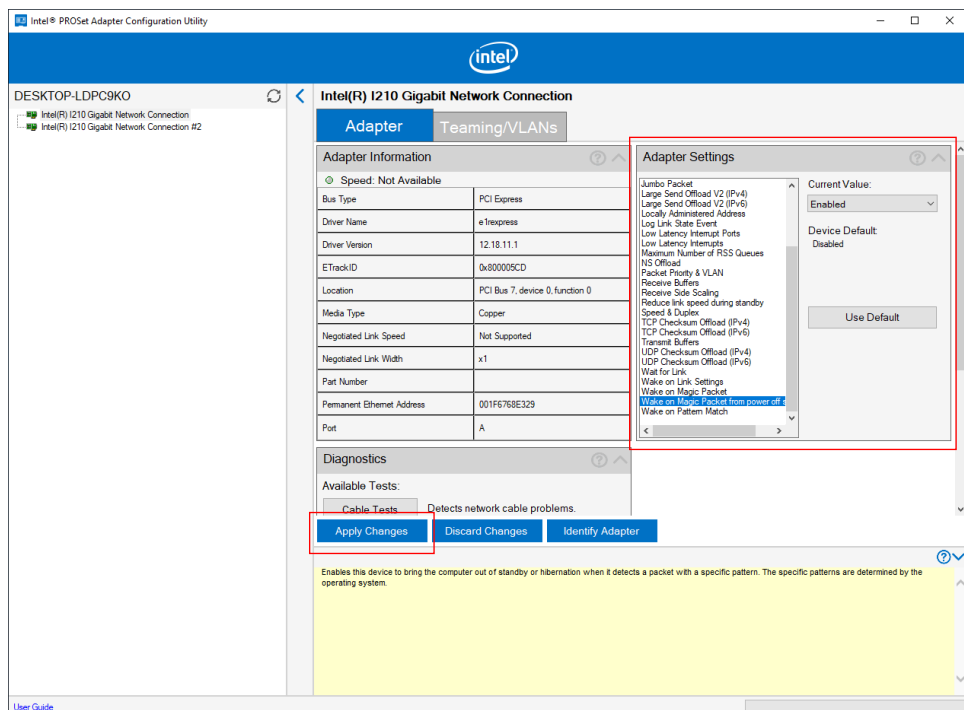 Intel® PROSet Adapter Configuration Utility
intel
DESKTOP-LDPC9KO
Intel(R) I210 Gigabit Network Connection
Intel(R) I210 Gigabit Network Connection #2
Intel(R) I210 Gigabit Network Connection
Adapter
Teaming/VLANs
Adapter Information
Speed: Not Available
Bus Type PCI Express
Driver Name e1rexpress
Driver Version 12.18.11.1
ETrackID 0x800005CD
Location PCI Bus 7, device 0, function 0
Media Type Copper
Negotiated Link Speed Not Supported
Negotiated Link Width x1
Part Number
Permanent Ethernet Address 001F6768E329
Port A
Diagnostics
Available Tests:
Cable Tests Detects network cable problems.
Adapter Settings
Jumbo Packet
Large Send Offload V2 (IPv4)
Large Send Offload V2 (IPv6)
Locally Administered Address
Log Link State Event
Low Latency Interrupt Ports
Low Latency Interrupts
Maximum Number of RSS Queues
NS Offload
Packet Priority & VLAN
Receive Buffers
Receive Side Scaling
Reduce link speed during standby
Speed & Duplex
TCP Checksum Offload (IPv4)
TCP Checksum Offload (IPv6)
Transmit Buffers
UDP Checksum Offload (IPv4)
UDP Checksum Offload (IPv6)
Wait for Link
Wake on Link Settings
Wake on Magic Packet
Wake on Magic Packet from power off s
Wake on Pattern Match
Current Value:
Enabled
Device Default:
Disabled
Use Default
Apply Changes
Discard Changes
Identify Adapter
Enables this device to bring the computer out of standby or hibernation when it detects a packet with a specific pattern. The specific patterns are determined by the
operating system.
User Guide